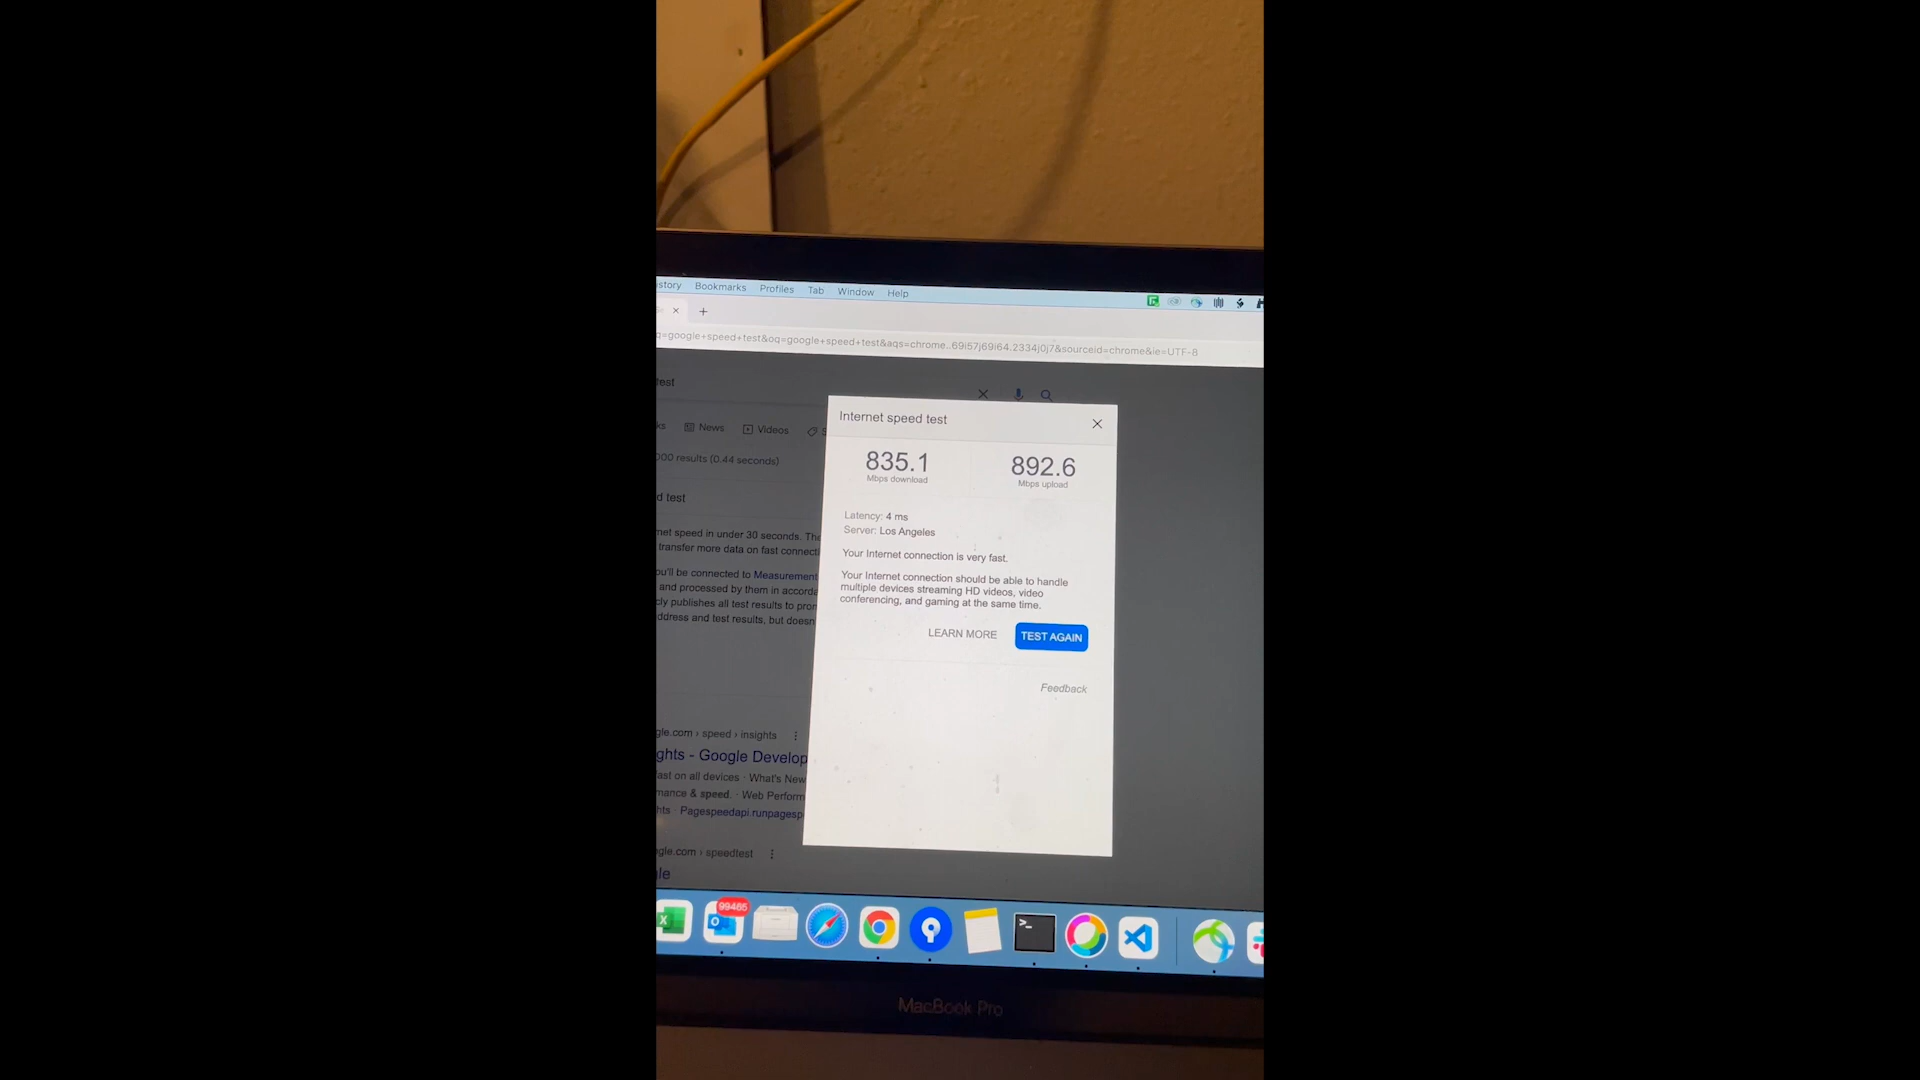 story Bookmarks Profiles Tab Window Help
q=google+speed+test&oq=google+speed+test&aqs=chrome..69i57j69i64.2334j0j7&sourceid=chrome&ie=UTF-8
test
Internet speed test
ks News Videos S
835.1 892.6
Mbps download Mbps upload
000 results (0.44 seconds)
d test
Latency: 4 ms
Server: Los Angeles
net speed in under 30 seconds. The
transfer more data on fast connecti
Your Internet connection is very fast.
Your Internet connection should be able to handle
multiple devices streaming HD videos, video
conferencing, and gaming at the same time.
ou'll be connected to Measurement
and processed by them in accorda
cly publishes all test results to pron
ddress and test results, but doesn
LEARN MORE TEST AGAIN
Feedback
gle.com › speed › insights
ghts - Google Develop
ast on all devices · What's New
mance & speed. · Web Perform
hts · Pagespeedapi.runpagesp
gle.com › speedtest
le
99465
MacBook Pro